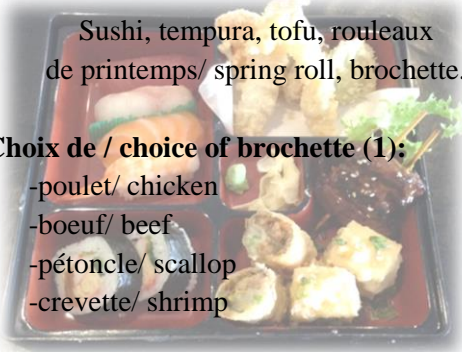 Sushi, tempura, tofu, rouleaux
de printemps/ spring roll, brochette.
Choix de / choice of brochette (1):
-poulet/ chicken
-boeuf/ beef
-pétoncle/ scallop
-crevette/ shrimp